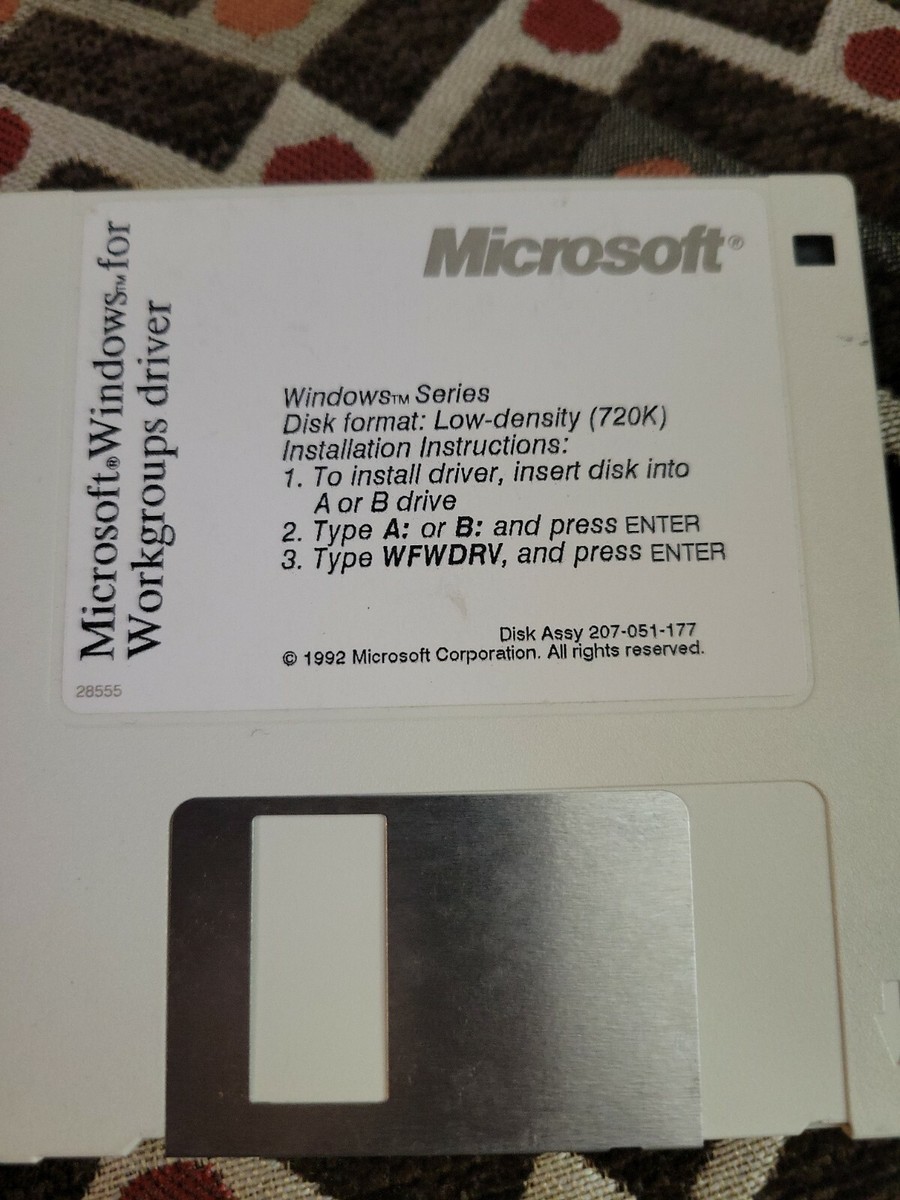 Microsoft®
Microsoft® Windows™ for
Workgroups driver
Windows™ Series
Disk format: Low-density (720K)
Installation Instructions:
1. To install driver, insert disk into
A or B drive
2. Type A: or B: and press ENTER
3. Type WFWDRV, and press ENTER
Disk Assy 207-051-177
© 1992 Microsoft Corporation. All rights reserved.
28555